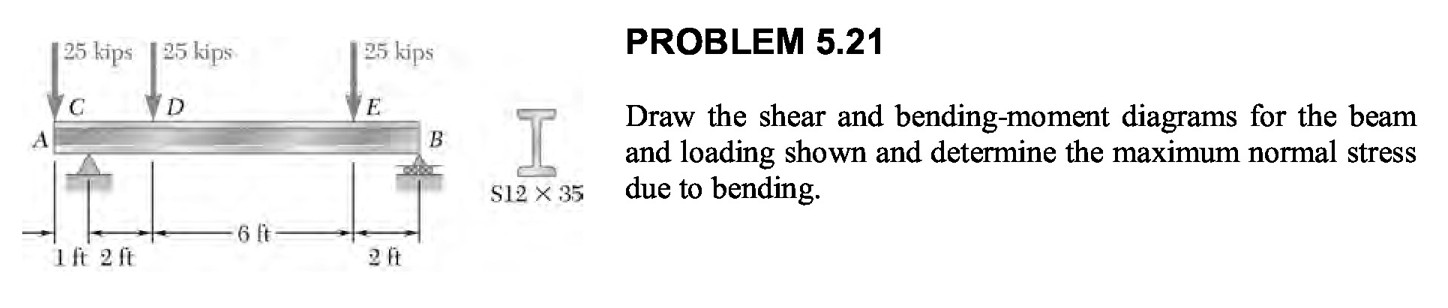 25 kips 25 kips 25 kips
C D E
A B
S12 × 35
6 ft
1 ft 2 ft 2 ft
PROBLEM 5.21
Draw the shear and bending-moment diagrams for the beam
and loading shown and determine the maximum normal stress
due to bending.